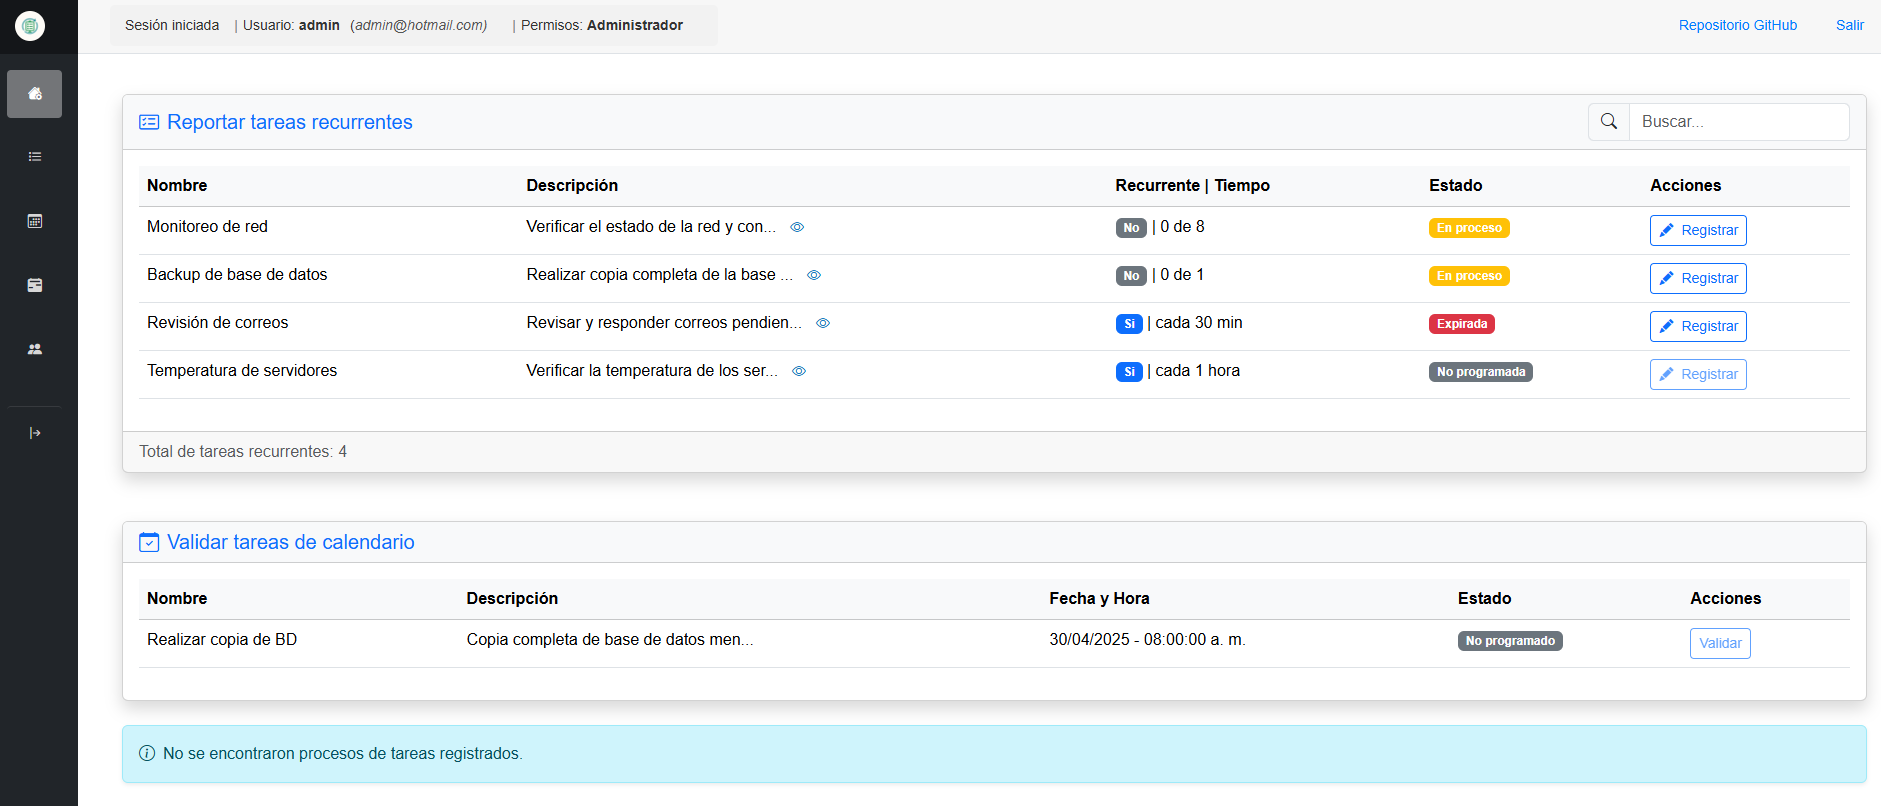 Sesión iniciada | Usuario: admin (admin@hotmail.com) | Permisos: Administrador Repositorio GitHub Salir
Reportar tareas recurrentes Buscar...
Nombre Descripción Recurrente | Tiempo Estado Acciones
Monitoreo de red Verificar el estado de la red y con... No | 0 de 8 En proceso Registrar
Backup de base de datos Realizar copia completa de la base ... No | 0 de 1 En proceso Registrar
Revisión de correos Revisar y responder correos pendien... Si | cada 30 min Expirada Registrar
Temperatura de servidores Verificar la temperatura de los ser... Si | cada 1 hora No programada Registrar
Total de tareas recurrentes: 4
Validar tareas de calendario
Nombre Descripción Fecha y Hora Estado Acciones
Realizar copia de BD Copia completa de base de datos men... 30/04/2025 - 08:00:00 a. m. No programado Validar
No se encontraron procesos de tareas registrados.